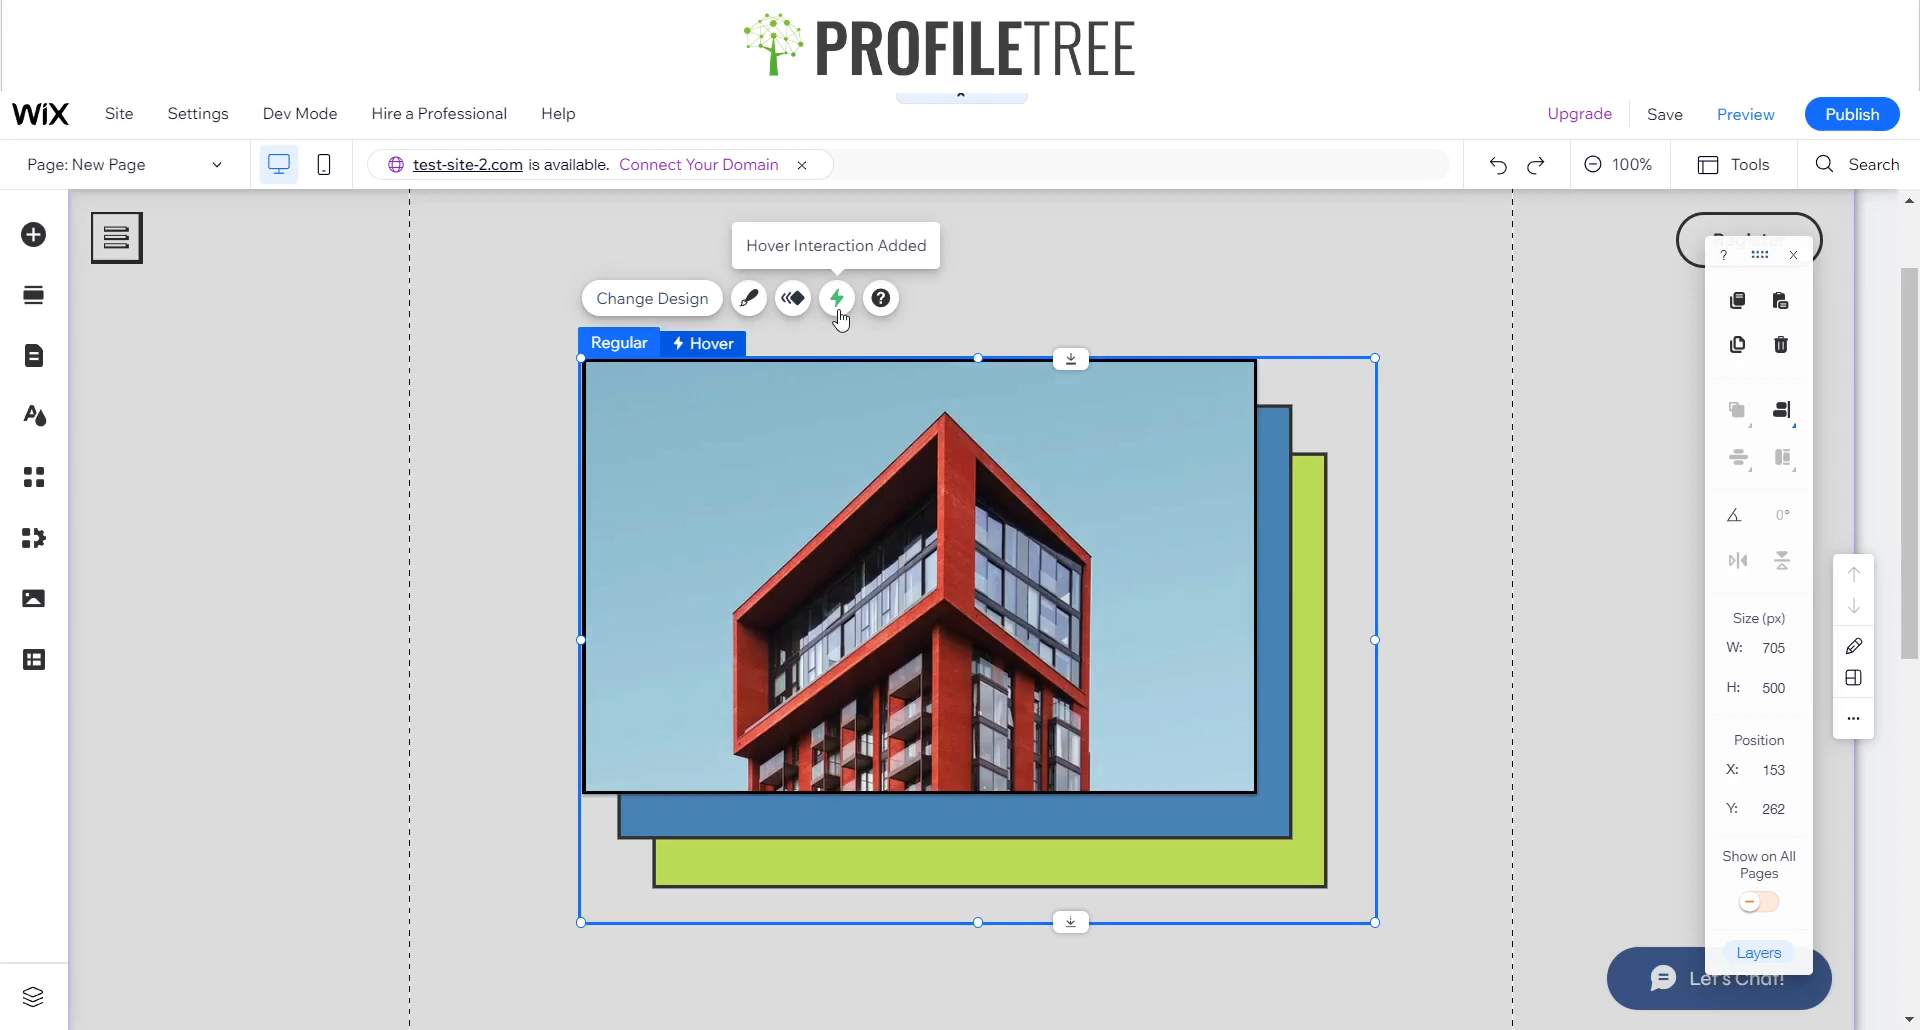 PROFILETREE
WiX Site Settings Dev Mode Hire a Professional Help Upgrade Save Preview Publish
Page: New Page test-site-2.com is available. Connect Your Domain 100% Tools Search
Register
Hover Interaction Added
?
Change Design ?
Regular Hover
0°
Size (px)
W: 705
H: 500
Position
X: 153
Y: 262
Show on All
Pages
Layers
Let's Chat!